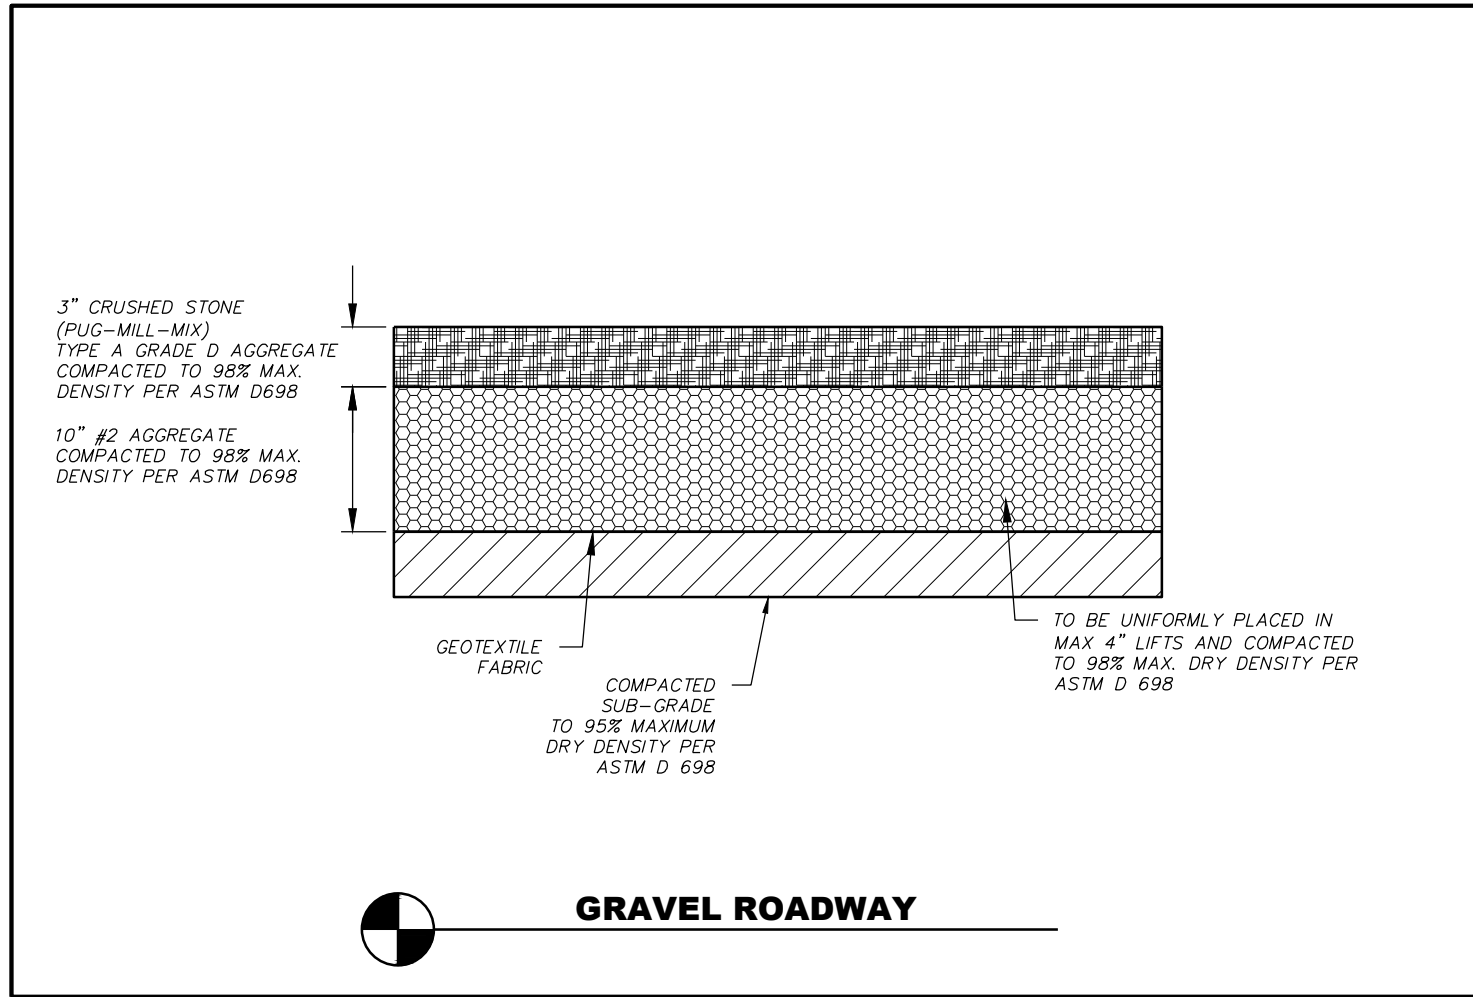 3” CRUSHED STONE
(PUG-MILL-MIX)
TYPE A GRADE D AGGREGATE
COMPACTED TO 98% MAX.
DENSITY PER ASTM D698
10” #2 AGGREGATE
COMPACTED TO 98% MAX.
DENSITY PER ASTM D698
GEOTEXTILE
FABRIC
COMPACTED
SUB-GRADE
TO 95% MAXIMUM
DRY DENSITY PER
ASTM D 698
TO BE UNIFORMLY PLACED IN
MAX 4” LIFTS AND COMPACTED
TO 98% MAX. DRY DENSITY PER
ASTM D 698
GRAVEL ROADWAY